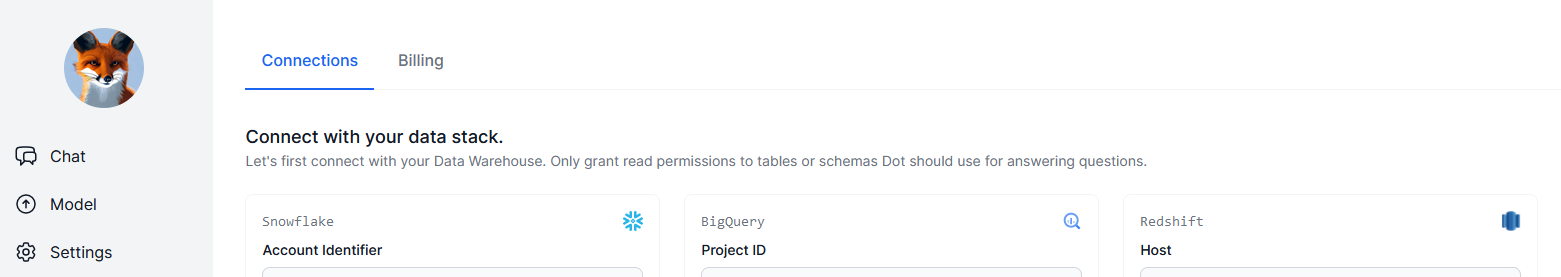 Connections
Billing
Chat
Model
Settings
Connect with your data stack.
Let's first connect with your Data Warehouse. Only grant read permissions to tables or schemas Dot should use for answering questions.
Snowflake
Account Identifier
BigQuery
Project ID
Redshift
Host